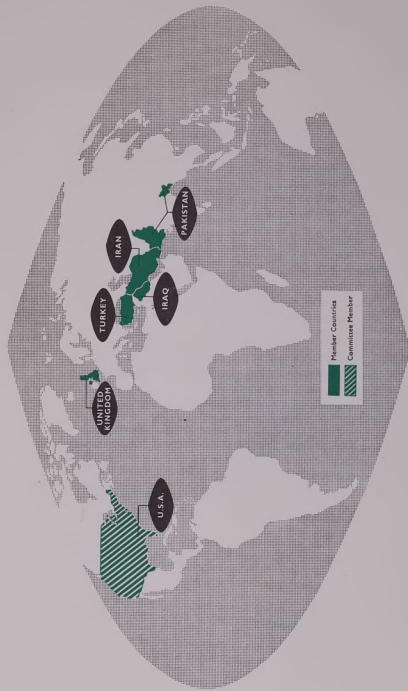 UNITED
KINGDOM
TURKEY
IRAN
IRAQ
PAKISTAN
U.S.A.
Member Countries
Committee Member